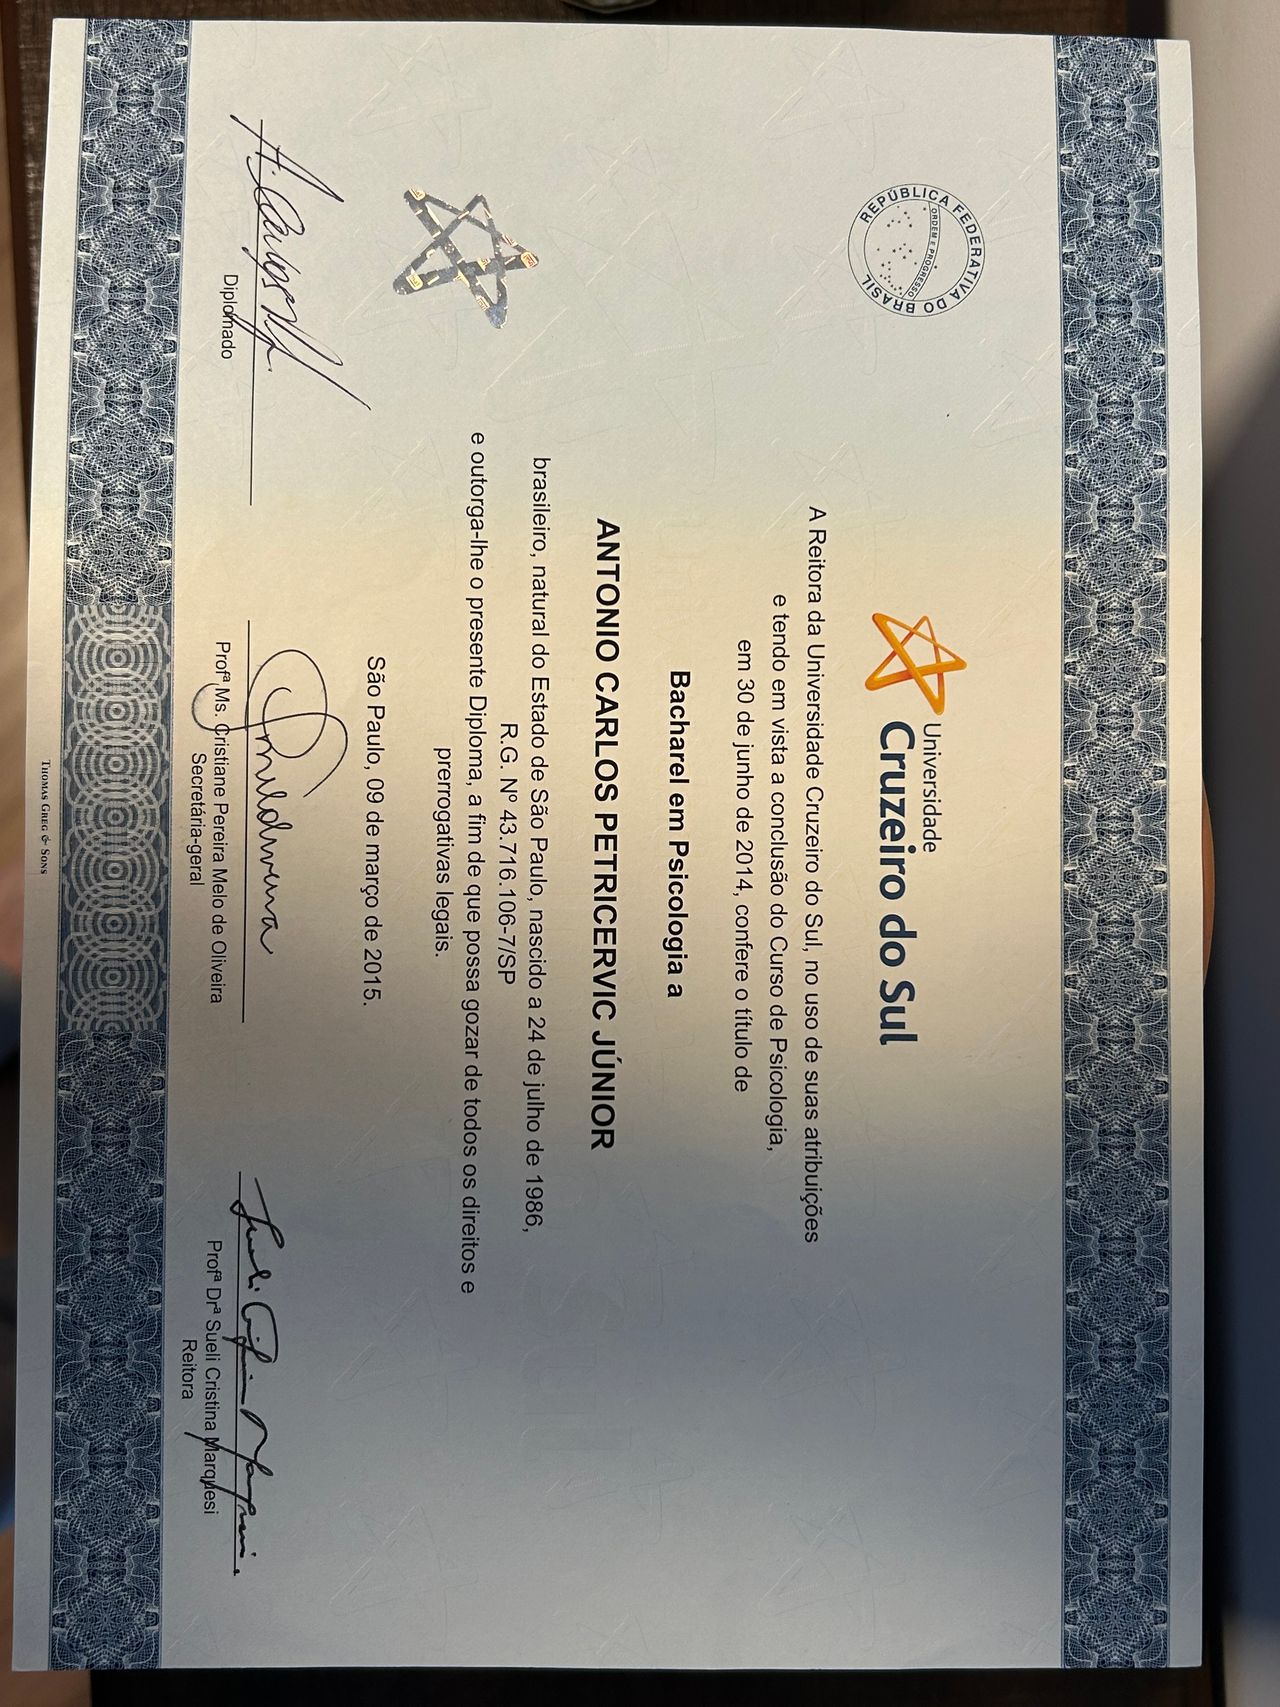 REPÚBLICA FEDERATIVA DO BRASIL
ORDEM E PROGRESSO
Universidade
Cruzeiro do Sul
A Reitora da Universidade Cruzeiro do Sul, no uso de suas atribuições
e tendo em vista a conclusão do Curso de Psicologia,
em 30 de junho de 2014, confere o título de
Bacharel em Psicologia a
ANTONIO CARLOS PETRICERVIC JÚNIOR
brasileiro, natural do Estado de São Paulo, nascido a 24 de julho de 1986,
R.G. Nº 43.716.106-7/SP
e outorga-lhe o presente Diploma, a fim de que possa gozar de todos os direitos e
prerrogativas legais.
São Paulo, 09 de março de 2015.
Diplomado
Profª Ms. Cristiane Pereira Melo de Oliveira
Secretária-geral
Profª Drª Sueli Cristina Marquesi
Reitora
THOMAS GREG & SONS